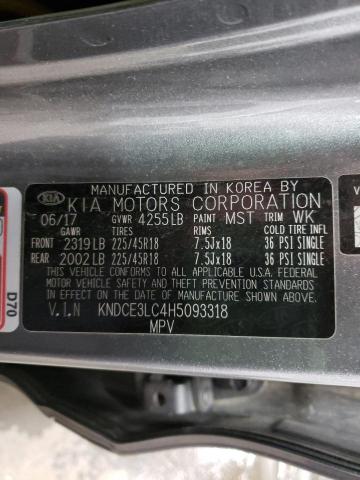 MANUFACTURED IN KOREA BY
KIA KIA MOTORS CORPORATION
06/17 GVWR 4255LB PAINT MST TRIM WK
GAWR TIRES RIMS COLD TIRE INFL
FRONT 2319LB 225/45R18 7.5Jx18 36 PSI SINGLE
REAR 2002LB 225/45R18 7.5Jx18 36 PSI SINGLE
THIS VEHICLE CONFORMS TO ALL APPLICABLE U.S.A. FEDERAL
MOTOR VEHICLE SAFETY AND THEFT PREVENTION STANDARDS
IN EFFECT ON THE DATE OF MANUFACTURE SHOWN ABOVE.
V.I.N KNDCE3LC4H5093318
MPV
D70
V